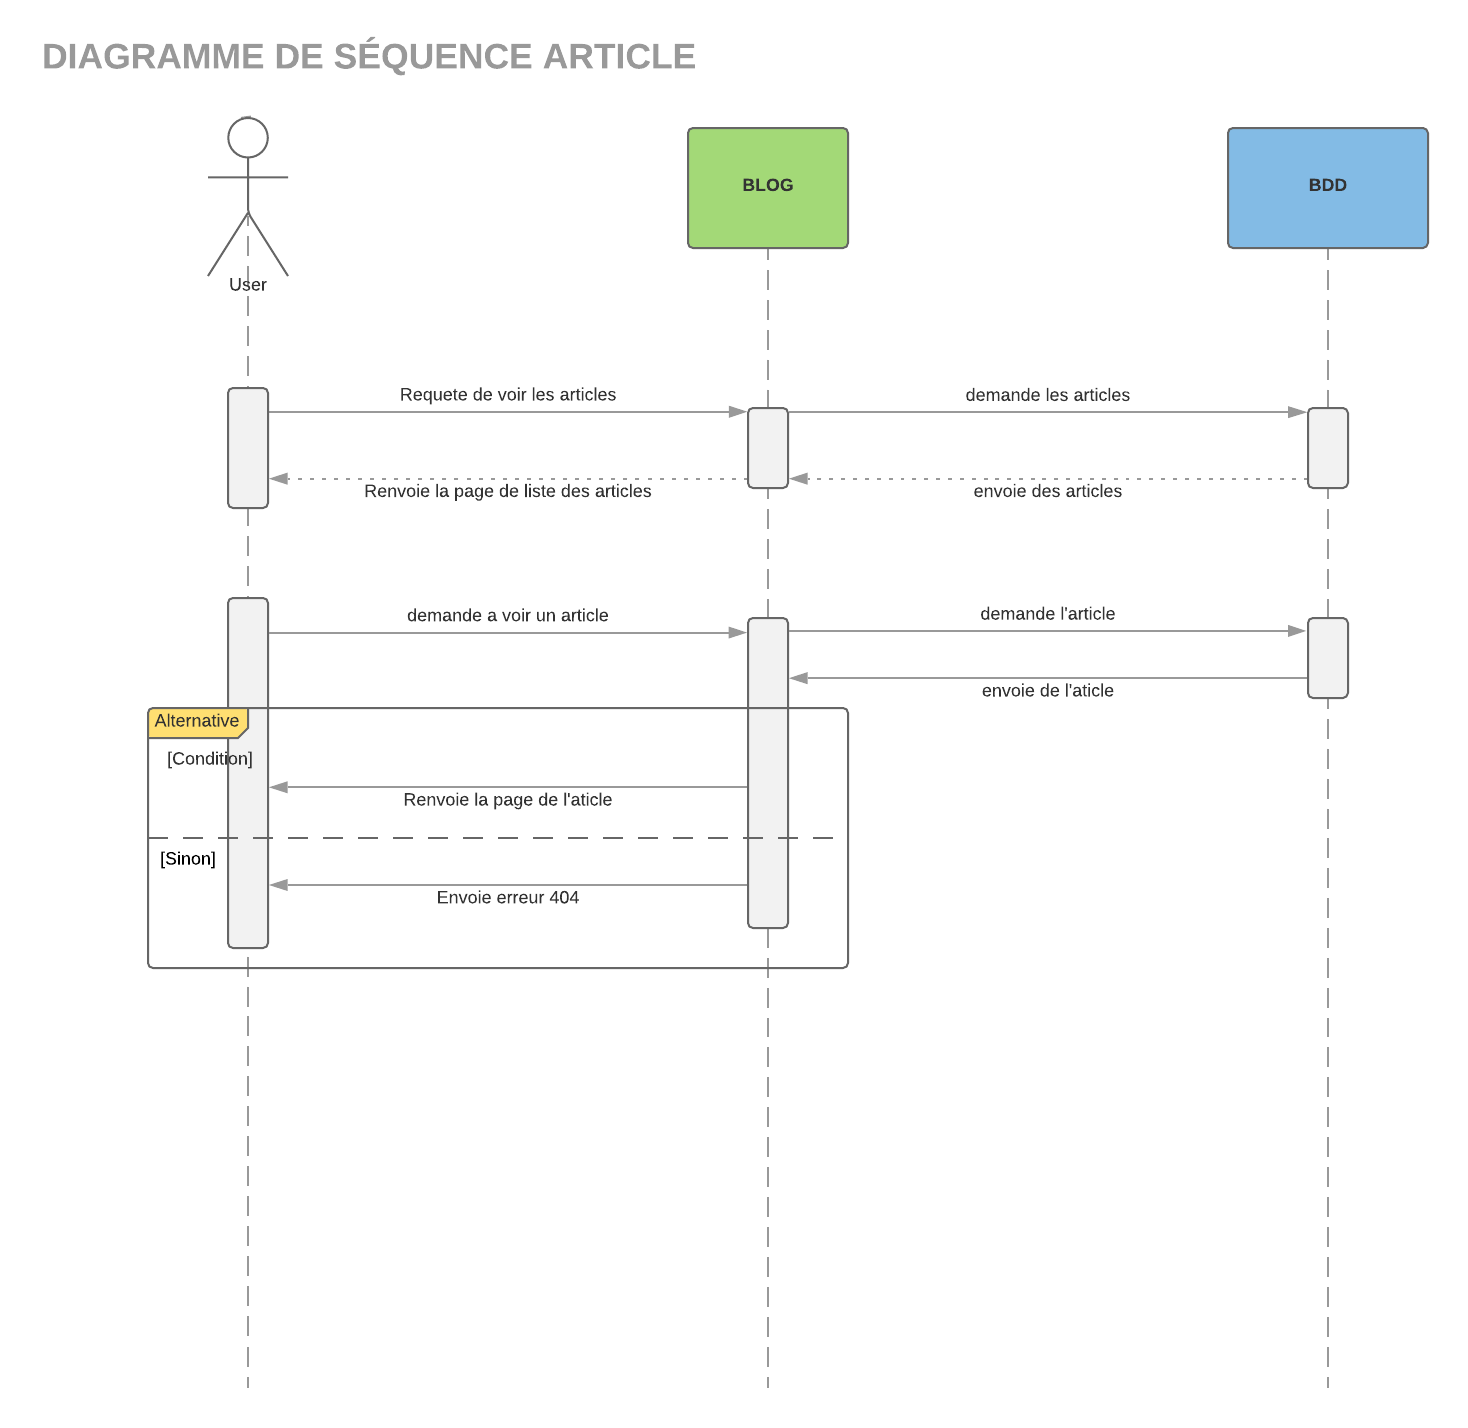 DIAGRAMME DE SÉQUENCE ARTICLE
BLOG
BDD
User
Requete de voir les articles
demande les articles
Renvoie la page de liste des articles
envoie des articles
demande a voir un article
demande l'article
envoie de l'aticle
Alternative
[Condition]
Renvoie la page de l'aticle
[Sinon]
Envoie erreur 404